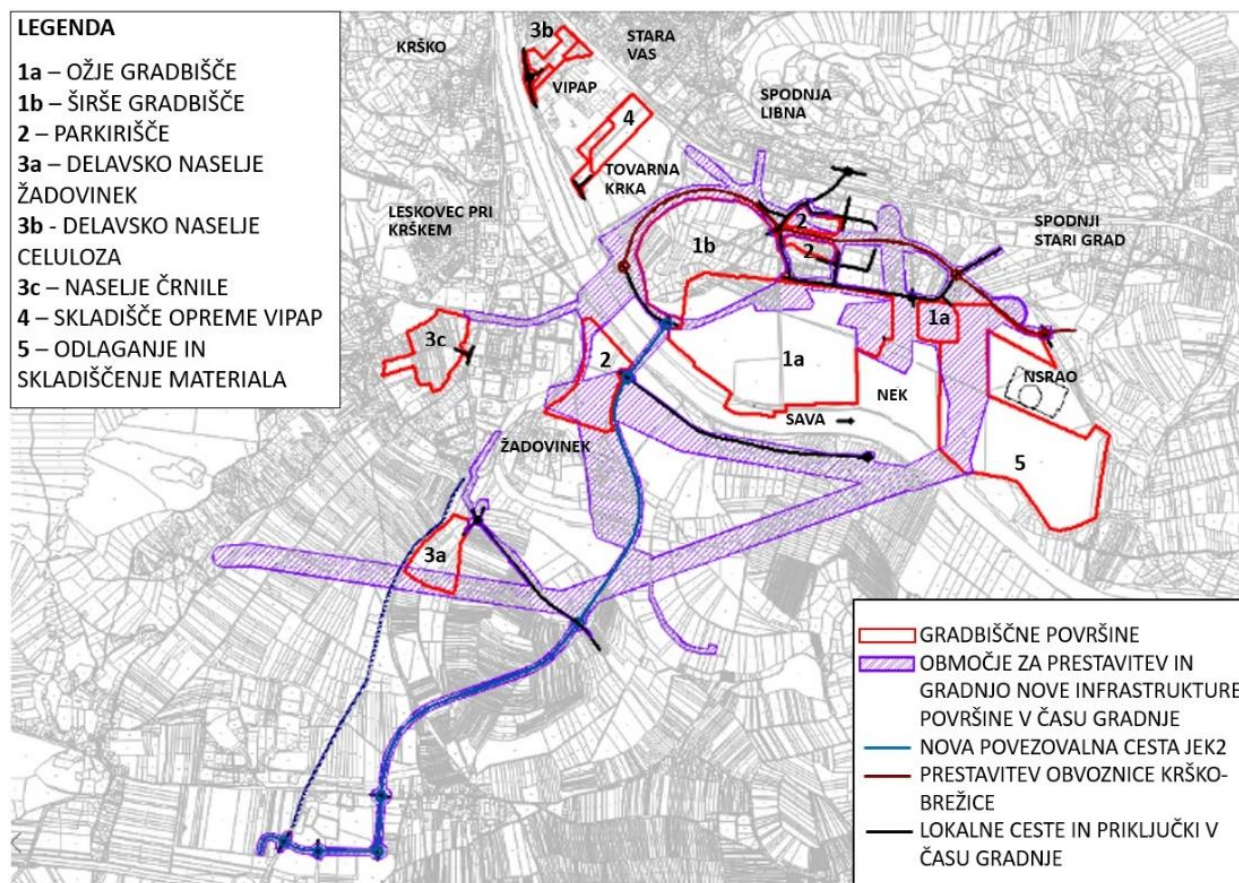 LEGENDA
1a – OŽJE GRADBIŠČE
1b – ŠIRŠE GRADBIŠČE
2 – PARKIRIŠČE
3a – DELAVSKO NASELJE
ŽADOVINEK
3b - DELAVSKO NASELJE
CELULOZA
3c – NASELJE ČRNILE
4 – SKLADIŠČE OPREME VIPAP
5 – ODLAGANJE IN
SKLADIŠČENJE MATERIALA
3b
KRŠKO
STARA
VAS
VIPAP
SPODNJA
LIBNA
4
TOVARNA
KRKA
LESKOVEC PRI
KRŠKEM
2
SPODNJI
STARI GRAD
1b
2
1a
3c
2
1a
NSRAO
NEK
SAVA
ŽADOVINEK
5
3a
GRADBIŠČNE POVRŠINE
OBMOČJE ZA PRESTAVITEV IN
GRADNJO NOVE INFRASTRUKTURE
POVRŠINE V ČASU GRADNJE
NOVA POVEZOVALNA CESTA JEK2
PRESTAVITEV OBVOZNICE KRŠKO-
BREŽICE
LOKALNE CESTE IN PRIKLJUČKI V
ČASU GRADNJE